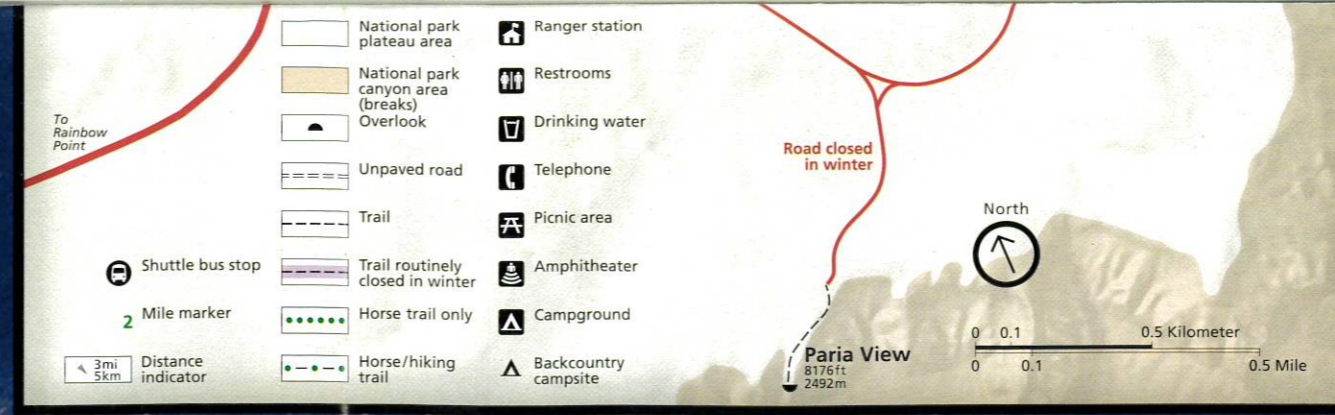 To
Rainbow
Point
Shuttle bus stop
2
Mile marker
3mi
5km
Distance
indicator
National park
plateau area
National park
canyon area
(breaks)
Overlook
Unpaved road
Trail
Trail routinely
closed in winter
Horse trail only
Horse/hiking
trail
Ranger station
Restrooms
Drinking water
Telephone
Picnic area
Amphitheater
Campground
Backcountry
campsite
Road closed
in winter
Paria View
8176ft
2492m
North
0 0.1 0.5 Kilometer
0 0.1 0.5 Mile